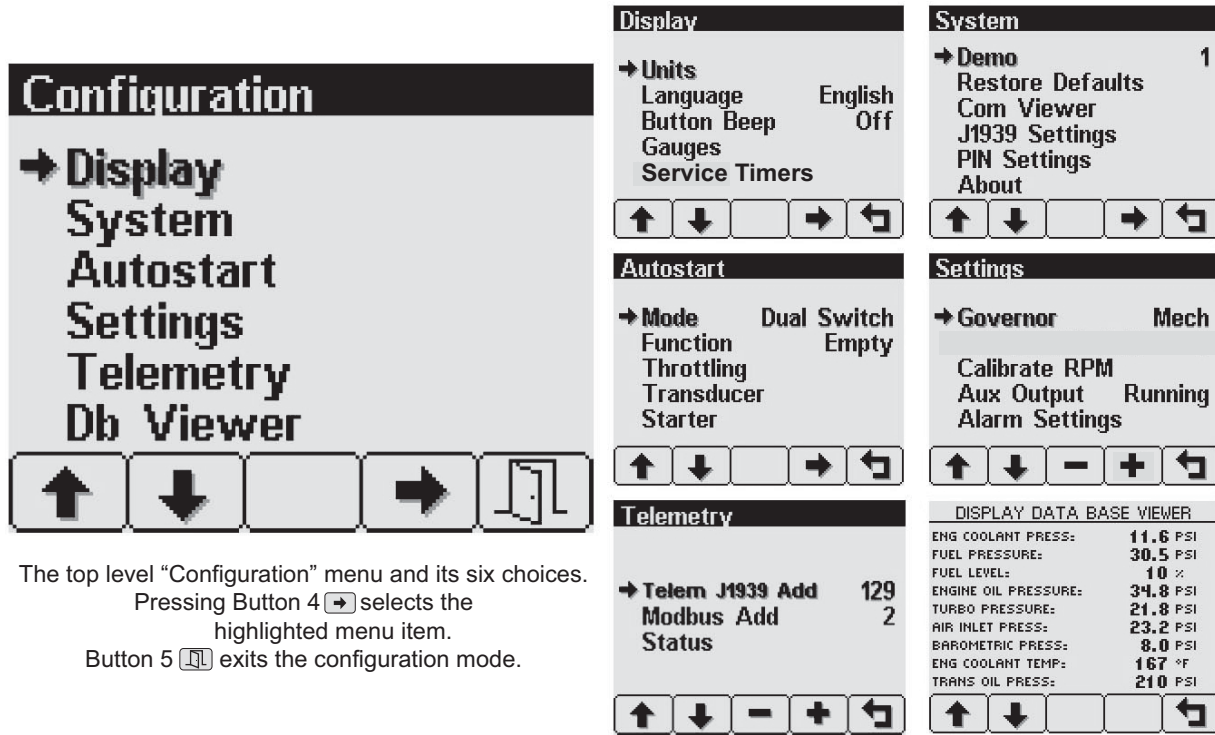 Configuration
Display
System
Autostart
Settings
Telemetry
Db Viewer
The top level “Configuration” menu and its six choices.
Pressing Button 4 selects the
highlighted menu item.
Button 5 exits the configuration mode.
Display
Units
Language English
Button Beep Off
Gauges
Service Timers
System
Demo 1
Restore Defaults
Com Viewer
J1939 Settings
PIN Settings
About
Autostart
Mode Dual Switch
Function Empty
Throttling
Transducer
Starter
Settings
Governor Mech
Calibrate RPM
Aux Output Running
Alarm Settings
Telemetry
Telem J1939 Add 129
Modbus Add 2
Status
DISPLAY DATA BASE VIEWER
ENG COOLANT PRESS: 11.6 PSI
FUEL PRESSURE: 30.5 PSI
FUEL LEVEL: 10 %
ENGINE OIL PRESSURE: 34.8 PSI
TURBO PRESSURE: 21.8 PSI
AIR INLET PRESS: 23.2 PSI
BAROMETRIC PRESS: 8.0 PSI
ENG COOLANT TEMP: 167 °F
TRANS OIL PRESS: 210 PSI